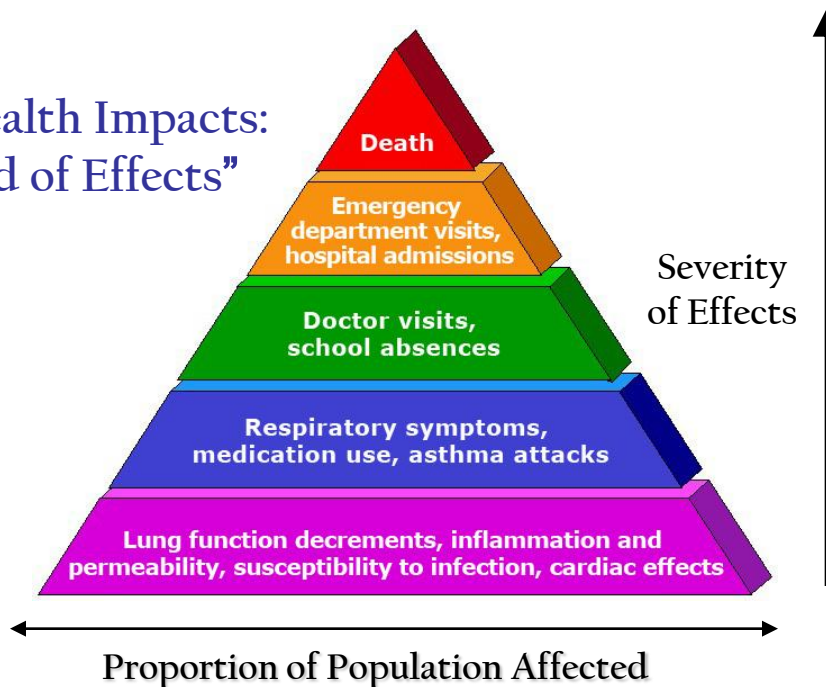 alth Impacts:
d of Effects”
Death
Emergency
department visits,
hospital admissions
Severity
of Effects
Doctor visits,
school absences
Respiratory symptoms,
medication use, asthma attacks
Lung function decrements, inflammation and
permeability, susceptibility to infection, cardiac effects
Proportion of Population Affected